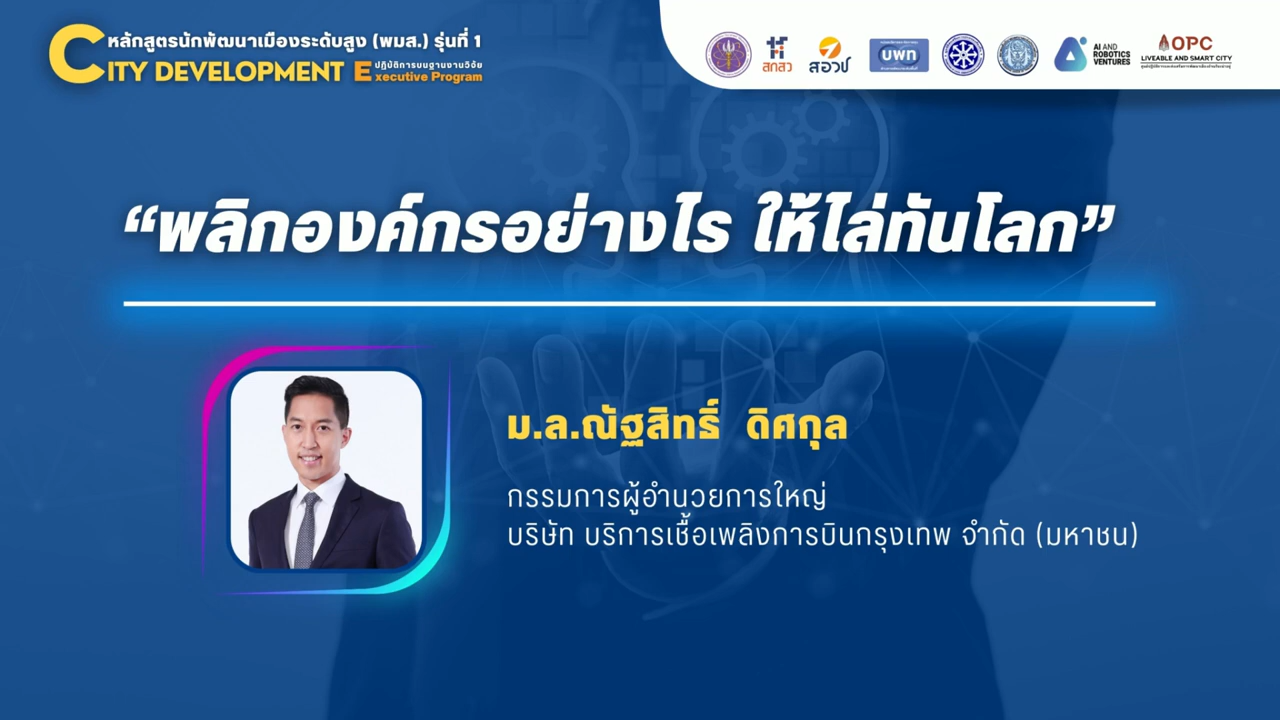 หลักสูตรนักพัฒนาเมืองระดับสูง (พมส.) รุ่นที่ 1
CITY DEVELOPMENT Executive Program
ปฏิบัติการบนฐานงานวิจัย
สกสว
สอวช
บพท
AI AND
ROBOTICS
VENTURES
OPC
LIVEABLE AND SMART CITY
“พลิกองค์กรอย่างไร ให้ไล่ทันโลก”
ม.ล.ณัฐสิทธิ์ ดิศกุล
กรรมการผู้อำนวยการใหญ่
บริษัท บริการเชื้อเพลิงการบินกรุงเทพ จำกัด (มหาชน)